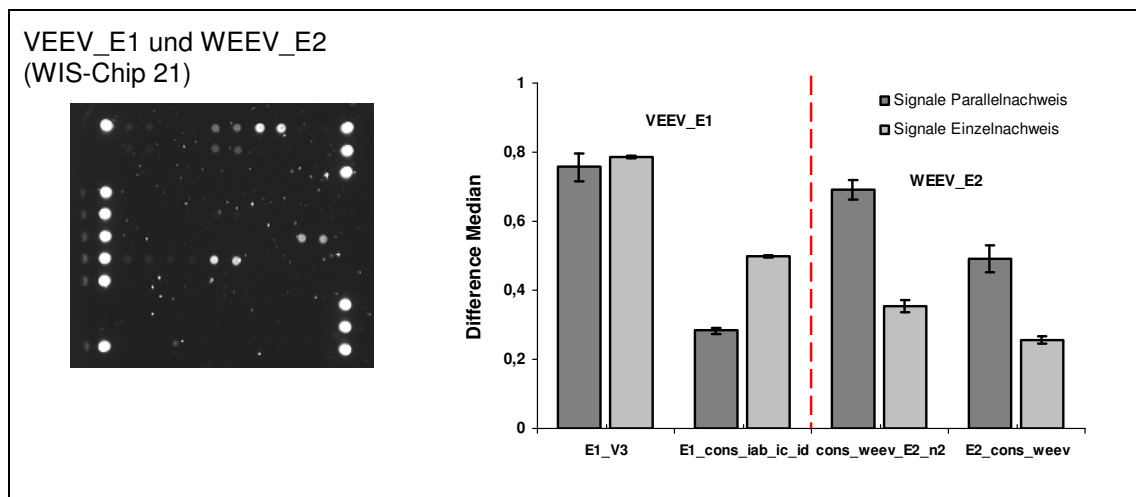 VEEV_E1 und WEEV_E2
(WIS-Chip 21)
Difference Median
1
0,8
0,6
0,4
0,2
0
VEEV_E1
WEEV_E2
Signale Parallelnachweis
Signale Einzelnachweis
E1_V3
E1_cons_iab_ic_id
cons_weev_E2_n2
E2_cons_weev